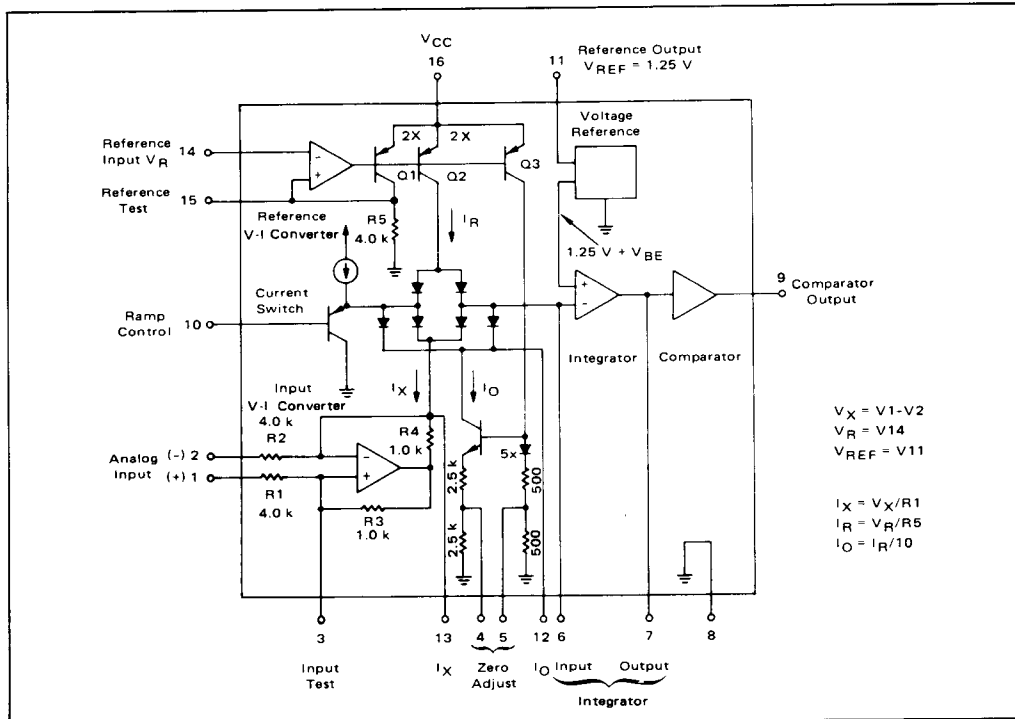 VCC
16
Reference Output
VREF = 1.25 V
11
Voltage
Reference
Reference
Input VR
14
Reference
Test
15
2X
2X
Q1
Q2
Q3
-
+
Reference
V-I Converter
R5
4.0 k
IR
1.25 V + VBE
Current
Switch
Ramp
Control
10
+
-
Integrator
Comparator
9
Comparator
Output
Input
V-I Converter
4.0 k
R2
IX
IO
Analog
Input
(-) 2
(+) 1
R1
4.0 k
-
+
R4
1.0 k
R3
1.0 k
2.5 k
2.5 k
5x
500
500
VX = V1-V2
VR = V14
VREF = V11
IX = VX/R1
IR = VR/R5
IO = IR/10
3
13
4
5
12
6
7
8
Input
Test
IX
Zero
Adjust
IO
Input
Output
Integrator